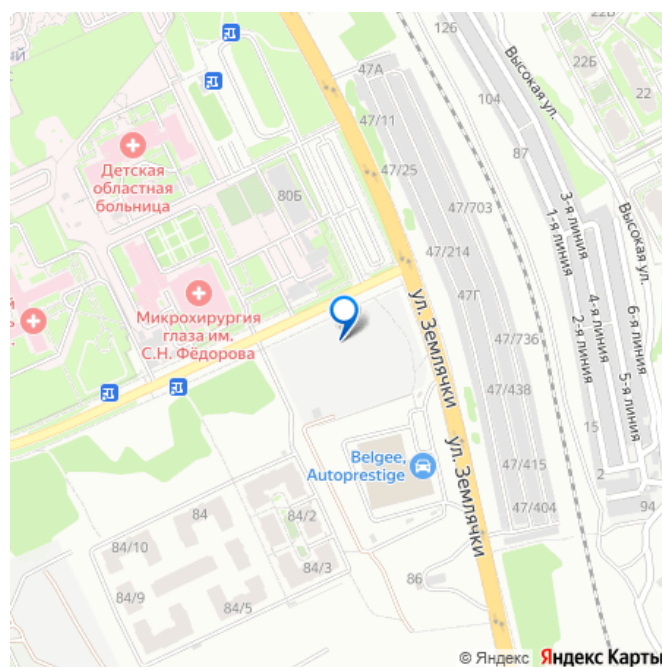 ый
47А
126
Высокая ул.
22Б
22
104
87
47/11
47/25
Детская
областная
больница
80Б
47/703
3-я линия
1-я линия
Высокая ул.
47/214
47Г
4-я линия
2-я линия
6-я линия
5-я линия
ул. Землячки
Микрохирургия
глаза им.
С.Н. Фёдорова
ий
ь
47/736
47/438
15
2
94
Belgee,
Autoprestige
ул. Землячки
47/415
47/404
84
84/2
84/10
84/3
84/9
84/5
86
© Яндекс Яндекс Карты